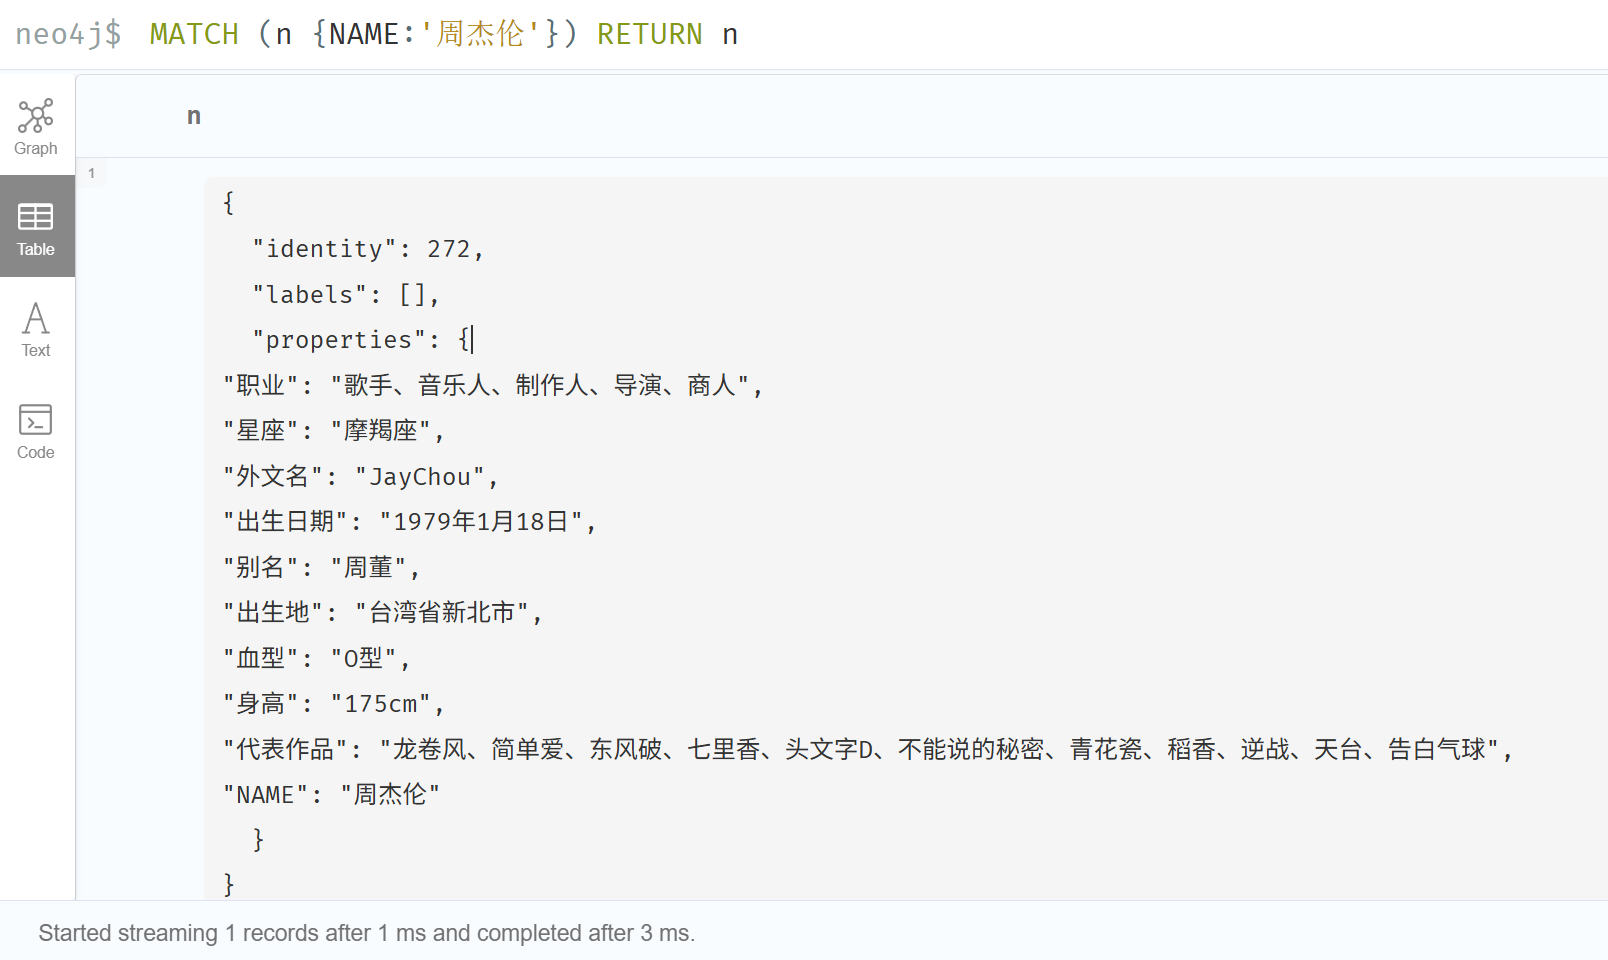 neo4j$ MATCH (n {NAME:'周杰伦'}) RETURN n
n
Graph
1
{
Table
"identity": 272,
"labels": [],
"properties": {
Text
"职业": "歌手、音乐人、制作人、导演、商人",
"星座": "摩羯座",
Code
"外文名": "JayChou",
"出生日期": "1979年1月18日",
"别名": "周董",
"出生地": "台湾省新北市",
"血型": "O型",
"身高": "175cm",
"代表作品": "龙卷风、简单爱、东风破、七里香、头文字D、不能说的秘密、青花瓷、稻香、逆战、天台、告白气球",
"NAME": "周杰伦"
}
}
Started streaming 1 records after 1 ms and completed after 3 ms.